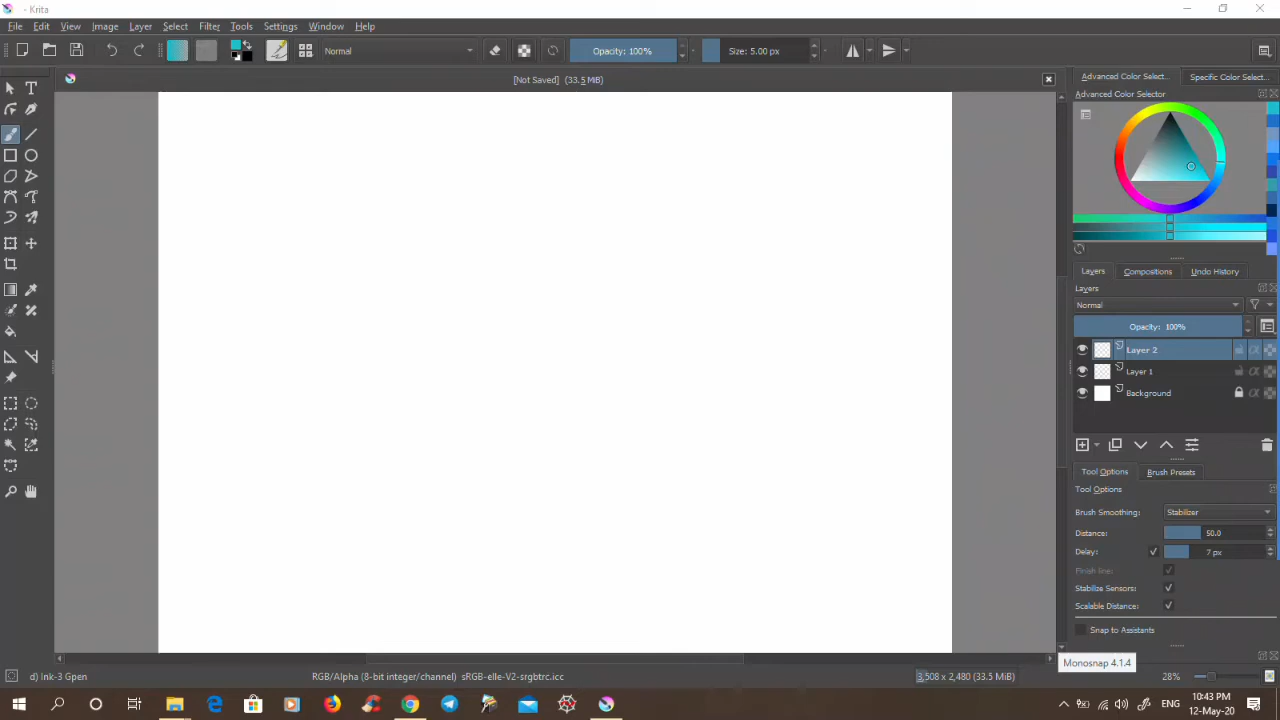 - Krita
File Edit View Image Layer Select Filter Tools Settings Window Help
Normal Opacity: 100% Size: 5.00 px
[Not Saved] (33.5 MiB)
Advanced Color Select... Specific Color Select...
Advanced Color Selector
Layers Compositions Undo History
Layers
Normal
Opacity: 100%
Layer 2
Layer 1
Background
Tool Options Brush Presets
Tool Options
Brush Smoothing: Stabilizer
Distance: 50.0
Delay: 7 px
Finish line:
Stabilize Sensors:
Scalable Distance:
Snap to Assistants
Monosnap 4.1.4
d) Ink-3 Gpen RGB/Alpha (8-bit integer/channel) sRGB-elle-V2-srgbtrc.icc 3,508 x 2,480 (33.5 MiB) 28%
ENG 10:43 PM
12-May-20